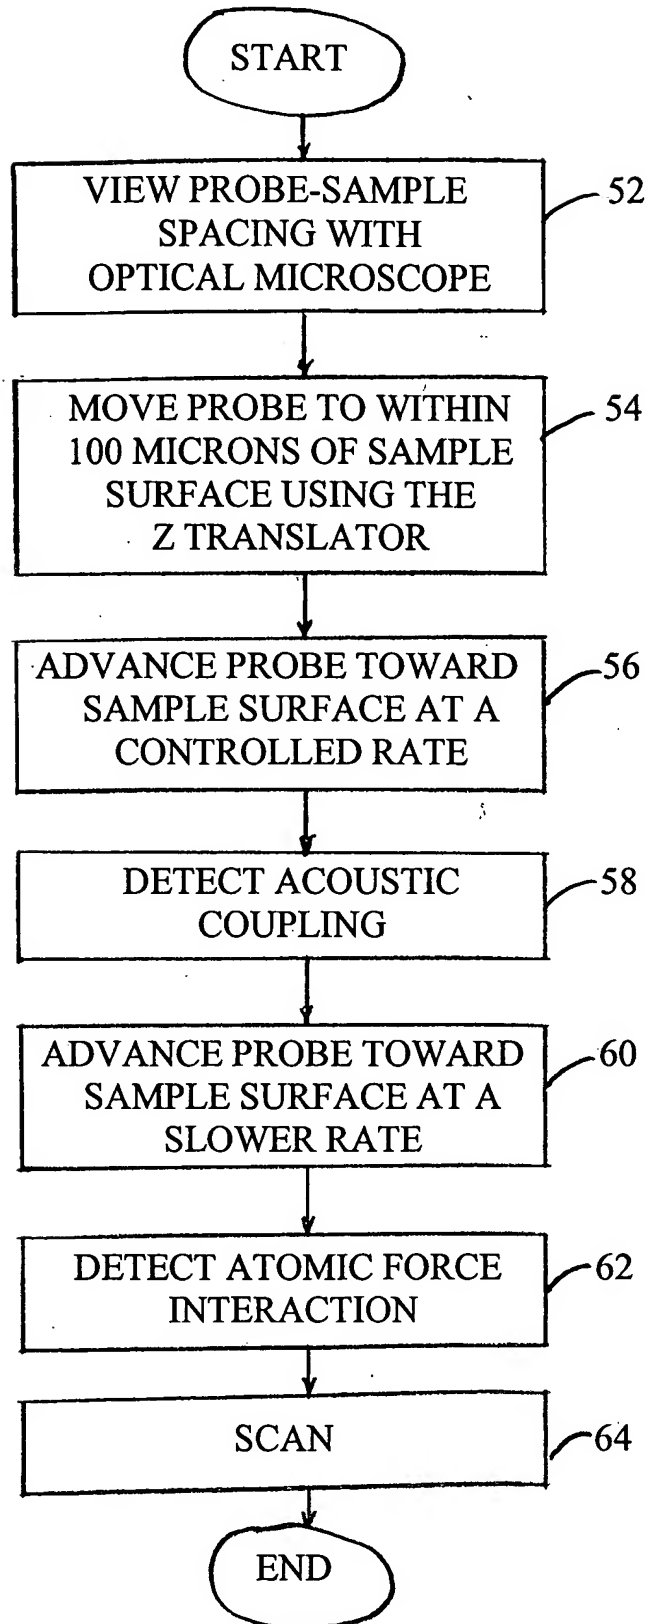 START
VIEW PROBE-SAMPLE
SPACING WITH
OPTICAL MICROSCOPE
52
MOVE PROBE TO WITHIN
100 MICRONS OF SAMPLE
SURFACE USING THE
Z TRANSLATOR
54
ADVANCE PROBE TOWARD
SAMPLE SURFACE AT A
CONTROLLED RATE
56
DETECT ACOUSTIC
COUPLING
58
ADVANCE PROBE TOWARD
SAMPLE SURFACE AT A
SLOWER RATE
60
DETECT ATOMIC FORCE
INTERACTION
62
SCAN
64
END